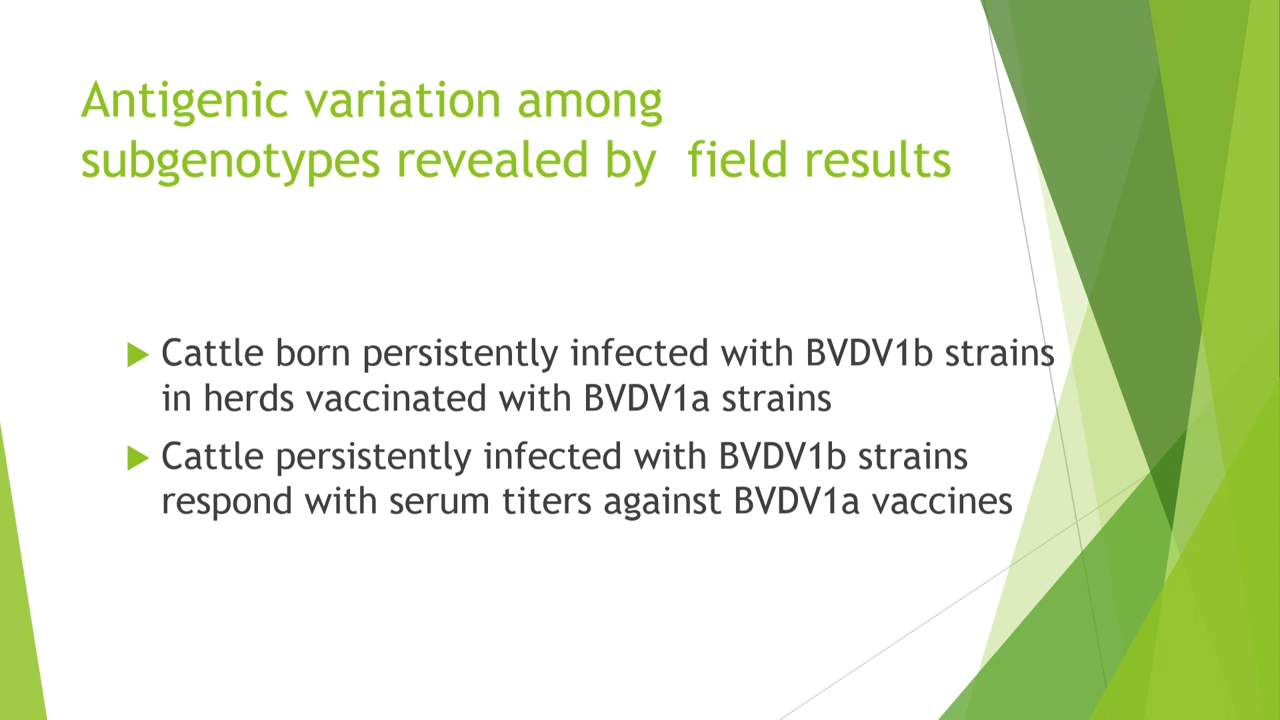 Antigenic variation among
subgenotypes revealed by  field results
Cattle born persistently infected with BVDV1b strains
in herds vaccinated with BVDV1a strains
Cattle persistently infected with BVDV1b strains
respond with serum titers against BVDV1a vaccines